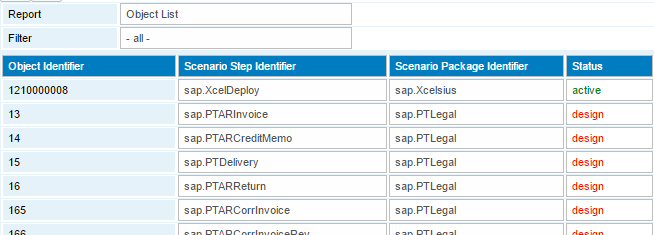 Report Object List
Filter - all -
Object Identifier Scenario Step Identifier Scenario Package Identifier Status
1210000008 sap.XcelDeploy sap.Xcelsius active
13 sap.PTARInvoice sap.PTLegal design
14 sap.PTARCreditMemo sap.PTLegal design
15 sap.PTDelivery sap.PTLegal design
16 sap.PTARReturn sap.PTLegal design
165 sap.PTARCorrInvoice sap.PTLegal design
166 sap.PTARCorrInvoiceRev sap.PTLegal design